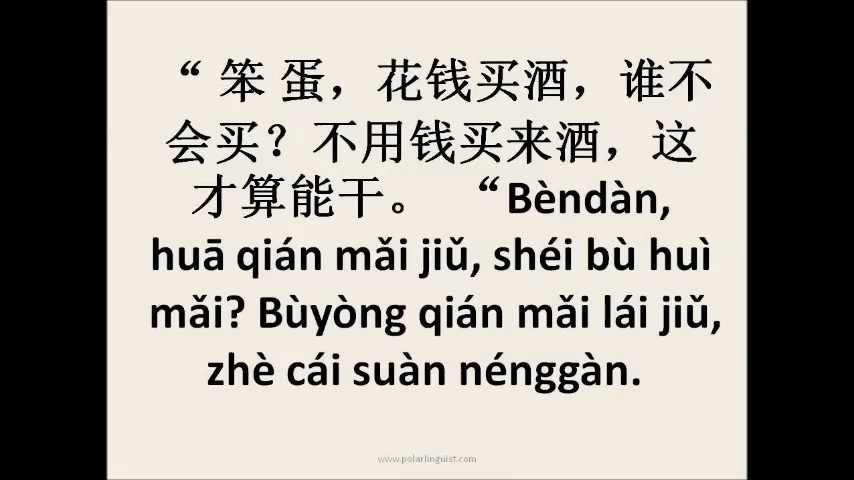 “ 笨 蛋，花钱买酒，谁不
会买？不用钱买来酒，这
才算能干。 “Bèndàn,
huā qián mǎi jiǔ, shéi bù huì
mǎi? Bùyòng qián mǎi lái jiǔ,
zhè cái suàn nénggàn.
www.polarlinguist.com